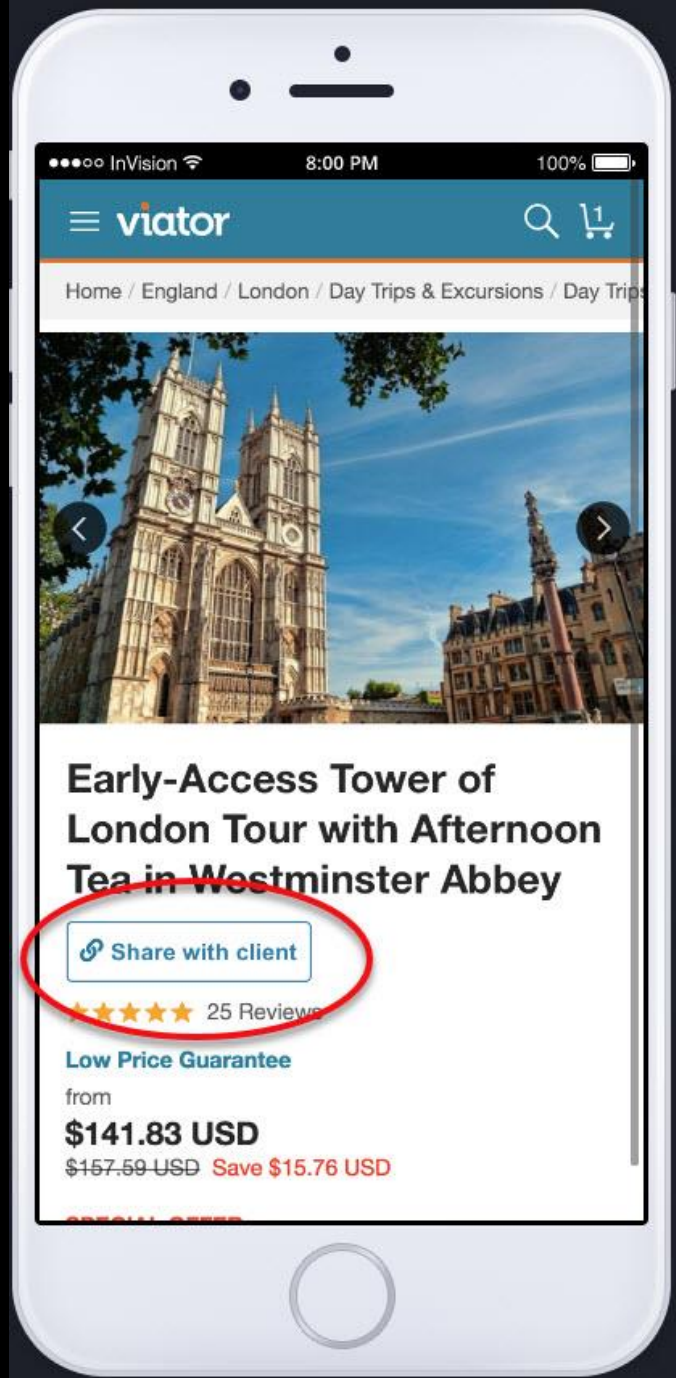 InVision 8:00 PM 100%
viator 1
Home / England / London / Day Trips & Excursions / Day Trips
Early-Access Tower of
London Tour with Afternoon
Tea in Westminster Abbey
Share with client
25 Reviews
Low Price Guarantee
from
$141.83 USD
$157.59 USD Save $15.76 USD
SPECIAL OFFER